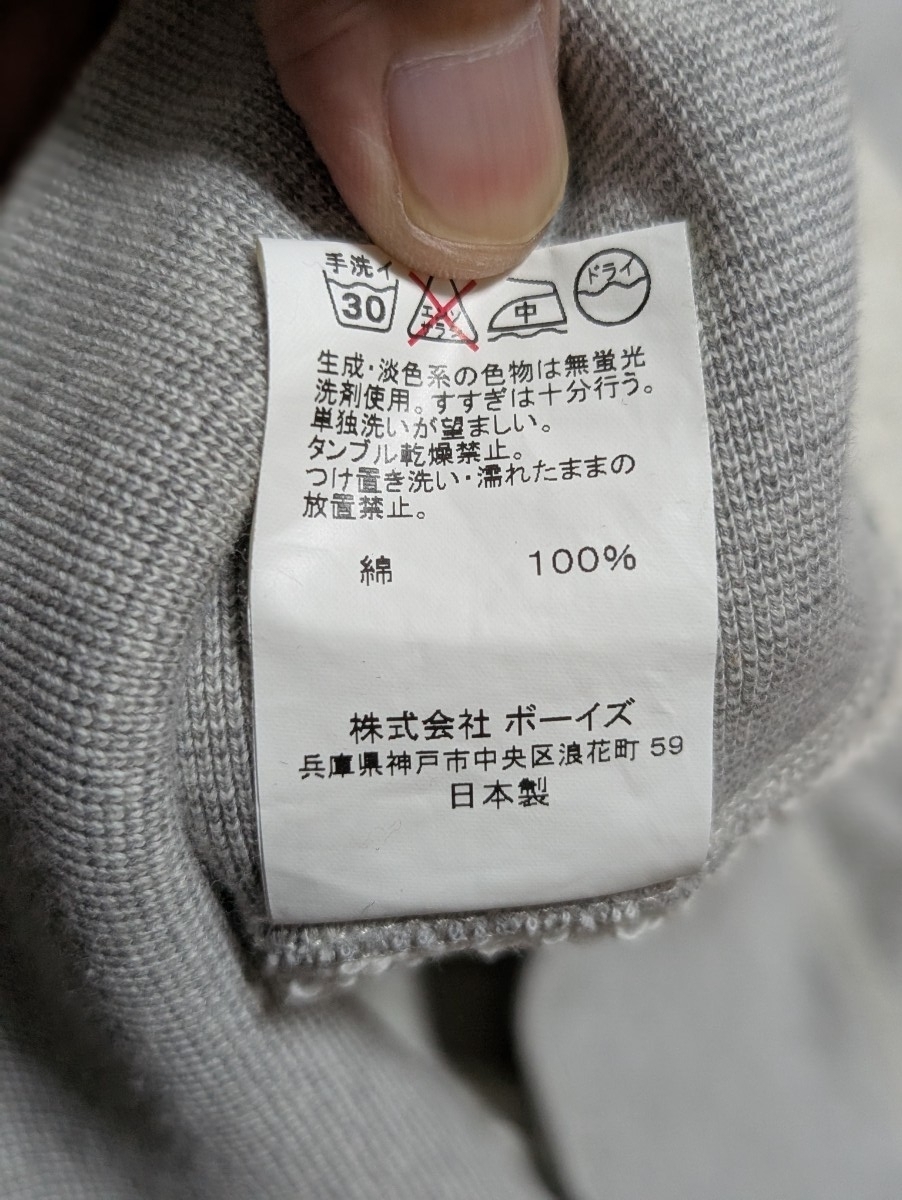 手洗イ
30
エンソ
サラシ
中
ドライ
生成・淡色系の色物は無蛍光
洗剤使用。すすぎは十分行う。
単独洗いが望ましい。
タンブル乾燥禁止。
つけ置き洗い・濡れたままの
放置禁止。
綿 100%
株式会社 ボーイズ
兵庫県神戸市中央区浪花町 59
日本製